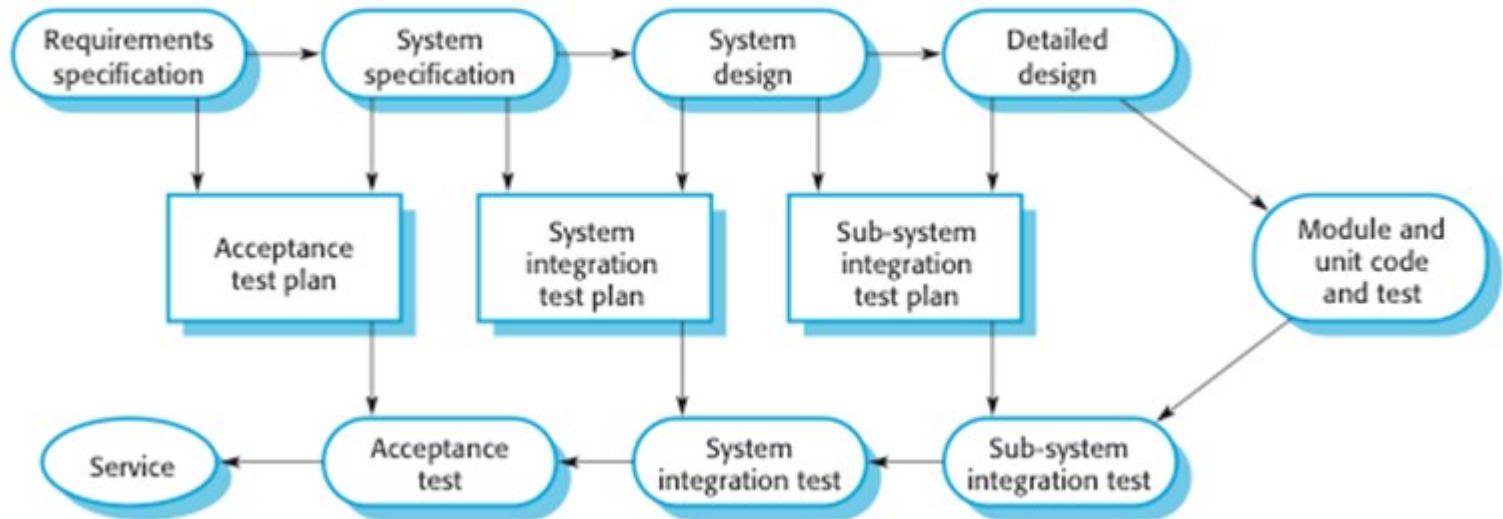 Requirements
specification
System
specification
System
design
Detailed
design
Acceptance
test plan
System
integration
test plan
Sub-system
integration
test plan
Module and
unit code
and test
Service
Acceptance
test
System
integration test
Sub-system
integration test